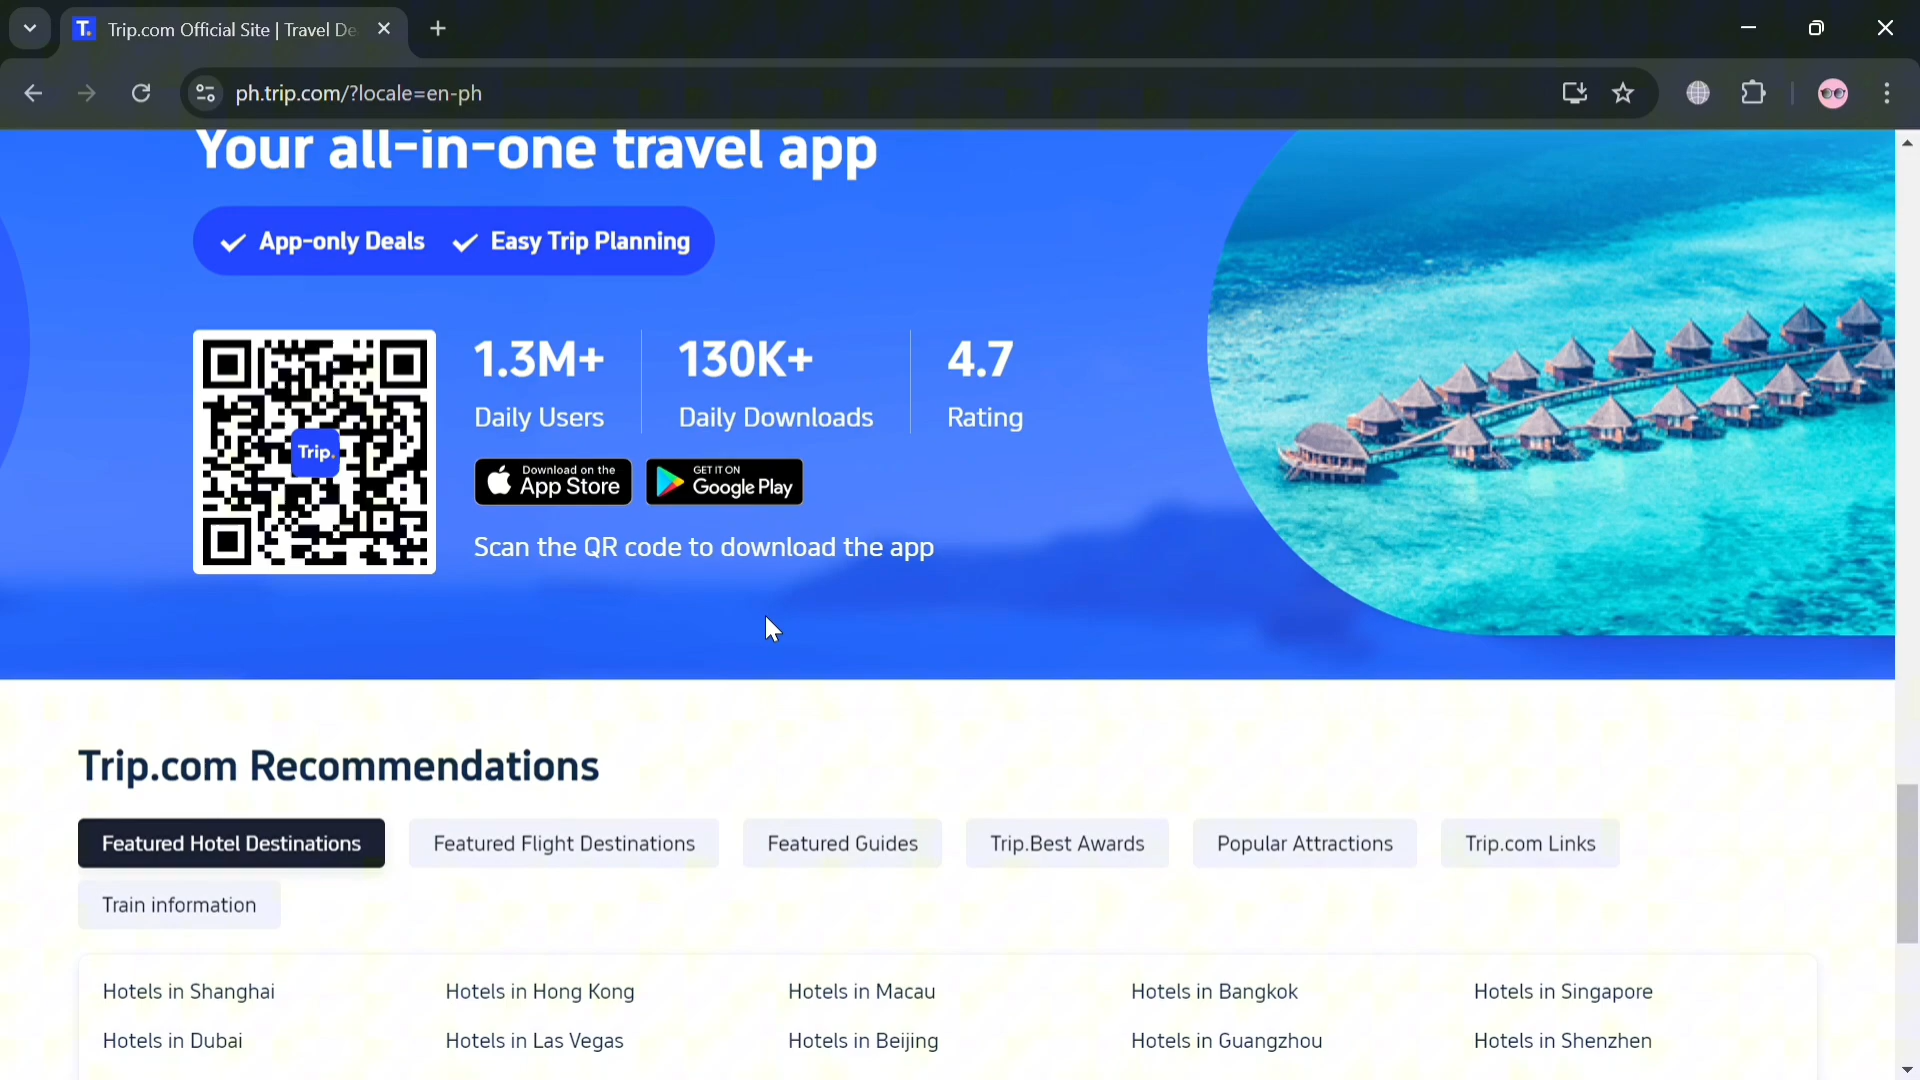 T. Trip.com Official Site | Travel De
ph.trip.com/?locale=en-ph
Your all-in-one travel app
App-only Deals Easy Trip Planning
1.3M+ 130K+ 4.7
Daily Users Daily Downloads Rating
Trip.
Download on the App Store
GET IT ON Google Play
Scan the QR code to download the app
Trip.com Recommendations
Featured Hotel Destinations Featured Flight Destinations Featured Guides Trip.Best Awards Popular Attractions Trip.com Links
Train information
Hotels in Shanghai Hotels in Hong Kong Hotels in Macau Hotels in Bangkok Hotels in Singapore
Hotels in Dubai Hotels in Las Vegas Hotels in Beijing Hotels in Guangzhou Hotels in Shenzhen